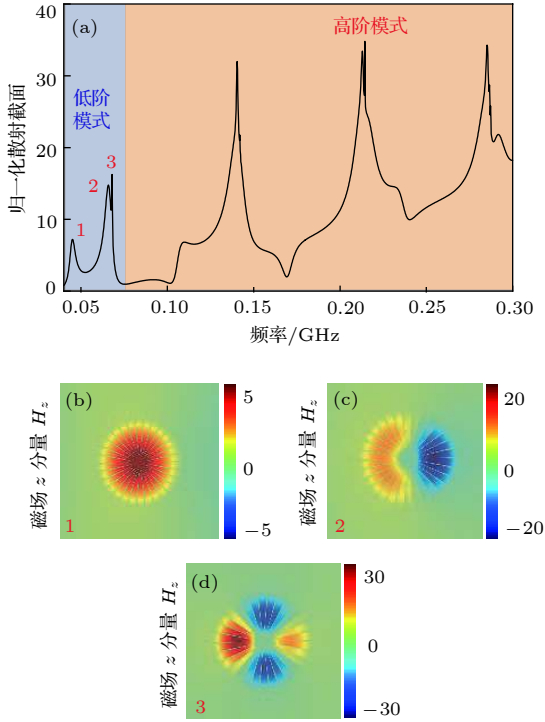 (a)
高阶模式
低阶
模式
1
2
3
归一化散射截面
40
30
20
10
0
0.05
0.10
0.15
0.20
0.25
0.30
频率/GHz
(b)
磁场 z 分量 Hz
1
5
0
−5
(c)
磁场 z 分量 Hz
2
20
0
−20
(d)
磁场 z 分量 Hz
3
30
0
−30